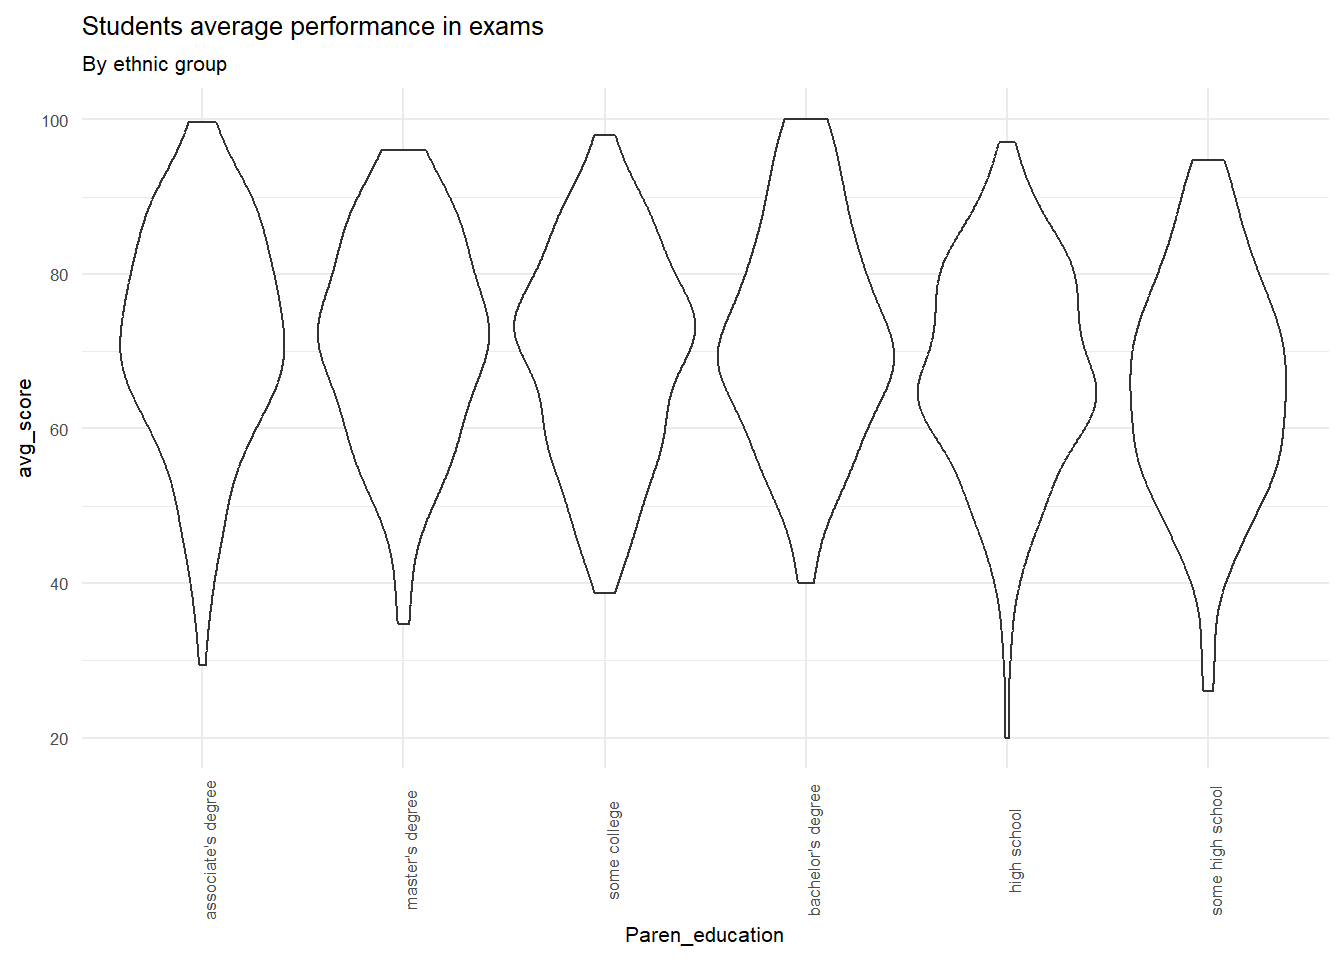 Students average performance in exams
By ethnic group
100
80
60
40
20
avg_score
associate's degree
master's degree
some college
bachelor's degree
high school
some high school
Paren_education